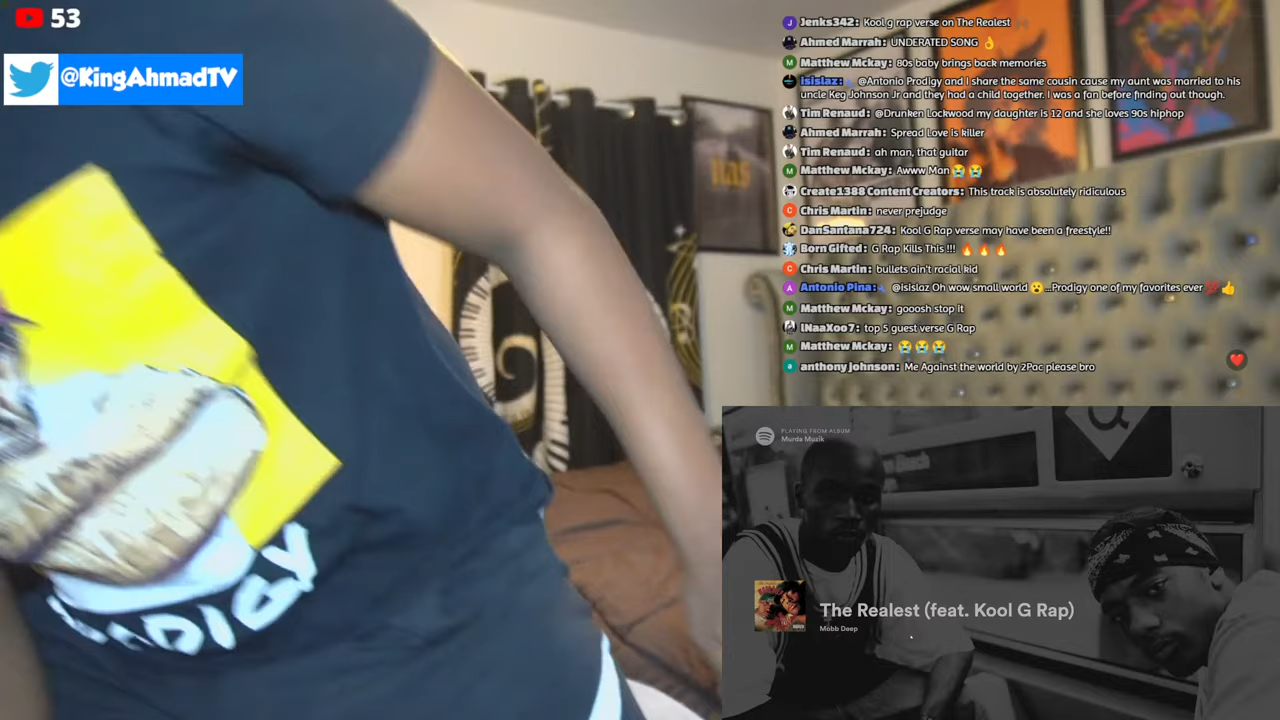 53
@KingAhmadTV
Jenks342: Kool g rap verse on The Realest
Ahmed Marrah: UNDERATED SONG 👌
Matthew Mckay: 80s baby brings back memories
isislaz: @Antonio Prodigy and I share the same cousin cause my aunt was married to his
uncle Keg Johnson Jr and they had a child together. I was a fan before finding out though.
Tim Renaud: @Drunken Lockwood my daughter is 12 and she loves 90s hiphop
Ahmed Marrah: Spread Love is killer
Tim Renaud: ah man, that guitar
Matthew Mckay: Awww Man 😭 😭
Create1388 Content Creators: This track is absolutely ridiculous
Chris Martin: never prejudge
DanSantana724: Kool G Rap verse may have been a freestyle!!
Born Gifted: G Rap Kills This !!! 🔥 🔥 🔥
Chris Martin: bullets ain't racial kid
Antonio Pina: @isislaz Oh wow small world 😮...Prodigy one of my favorites ever 💯 👍
Matthew Mckay: gooosh stop it
lNaaXoo7: top 5 guest verse G Rap
Matthew Mckay: 😭 😭 😭
anthony johnson: Me Against the world by 2Pac please bro
nas
PLAYING FROM ALBUM
Murda Muzik
The Realest (feat. Kool G Rap)
Mobb Deep